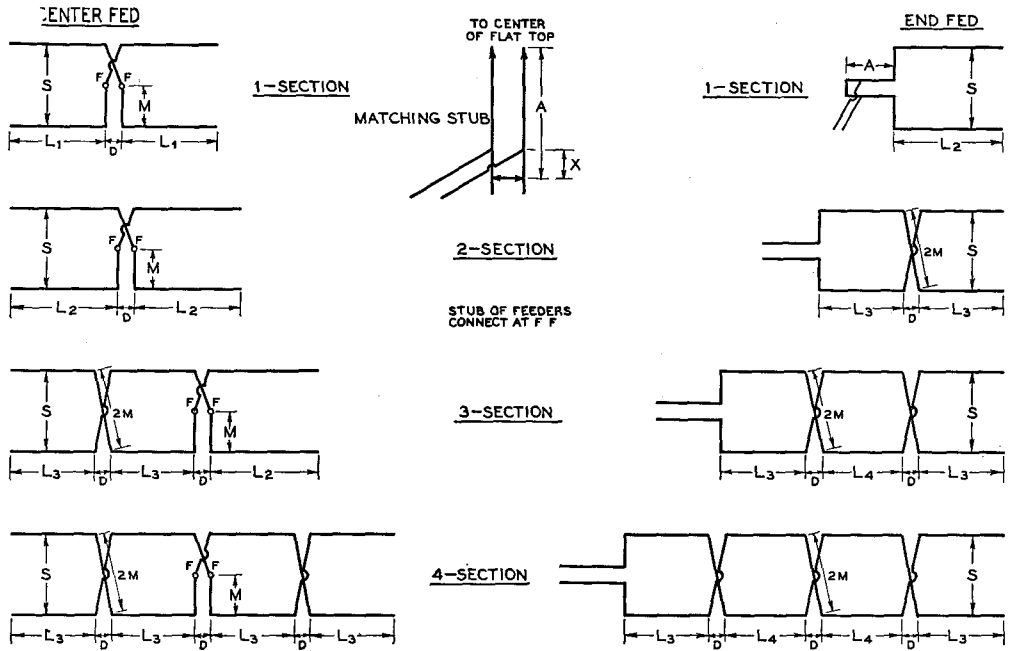 CENTER FED
S
F F
M
L1 D L1
1-SECTION
TO CENTER
OF FLAT TOP
A
MATCHING STUB
X
END FED
1-SECTION
A
S
L2
S
F F
M
L2 D L2
2-SECTION
STUB OF FEEDERS
CONNECT AT F F
2M
S
L3 D L3
S
2M
F F
M
L3 D L3 D L2
3-SECTION
2M
S
L3 D L4 D L3
S
2M
F F
M
L3 D L3 D L3 D L3
4-SECTION
2M
S
L3 D L4 D L4 D L3